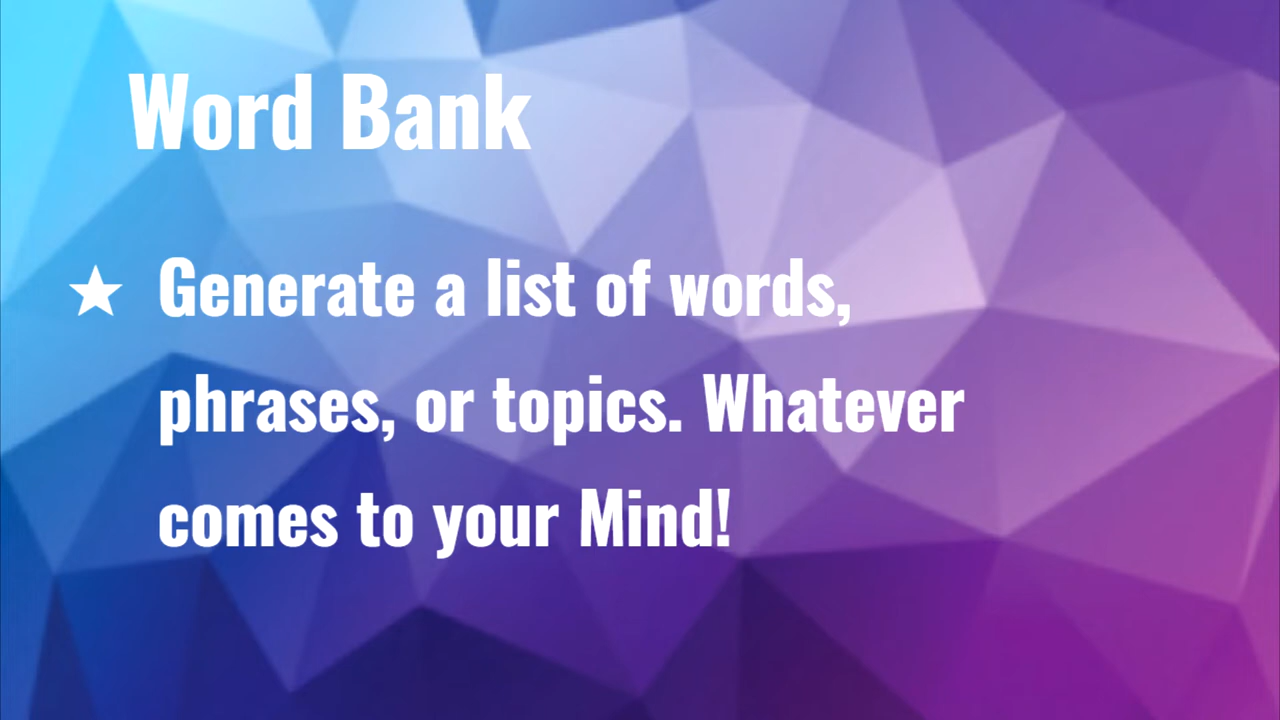 Word Bank
★ Generate a list of words,
phrases, or topics. Whatever
comes to your Mind!